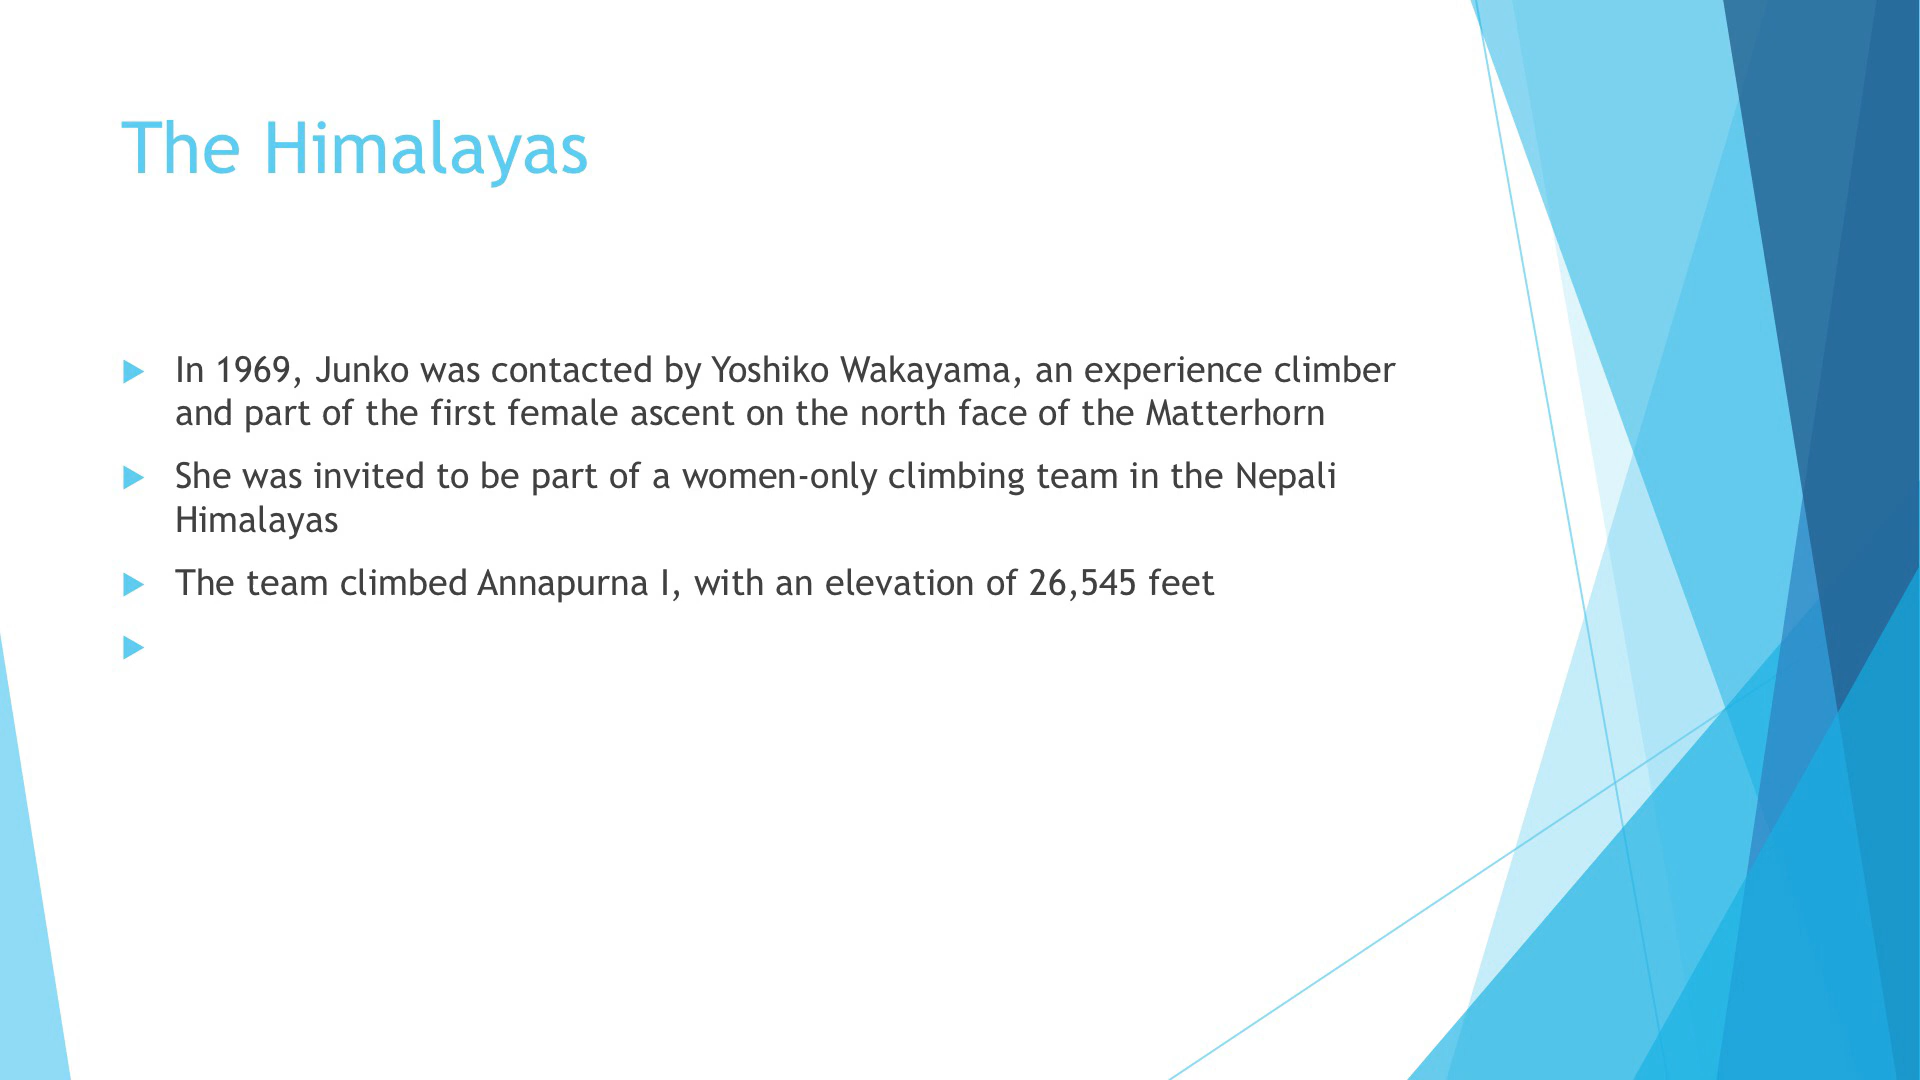 The Himalayas
In 1969, Junko was contacted by Yoshiko Wakayama, an experience climber
and part of the first female ascent on the north face of the Matterhorn
She was invited to be part of a women-only climbing team in the Nepali
Himalayas
The team climbed Annapurna I, with an elevation of 26,545 feet